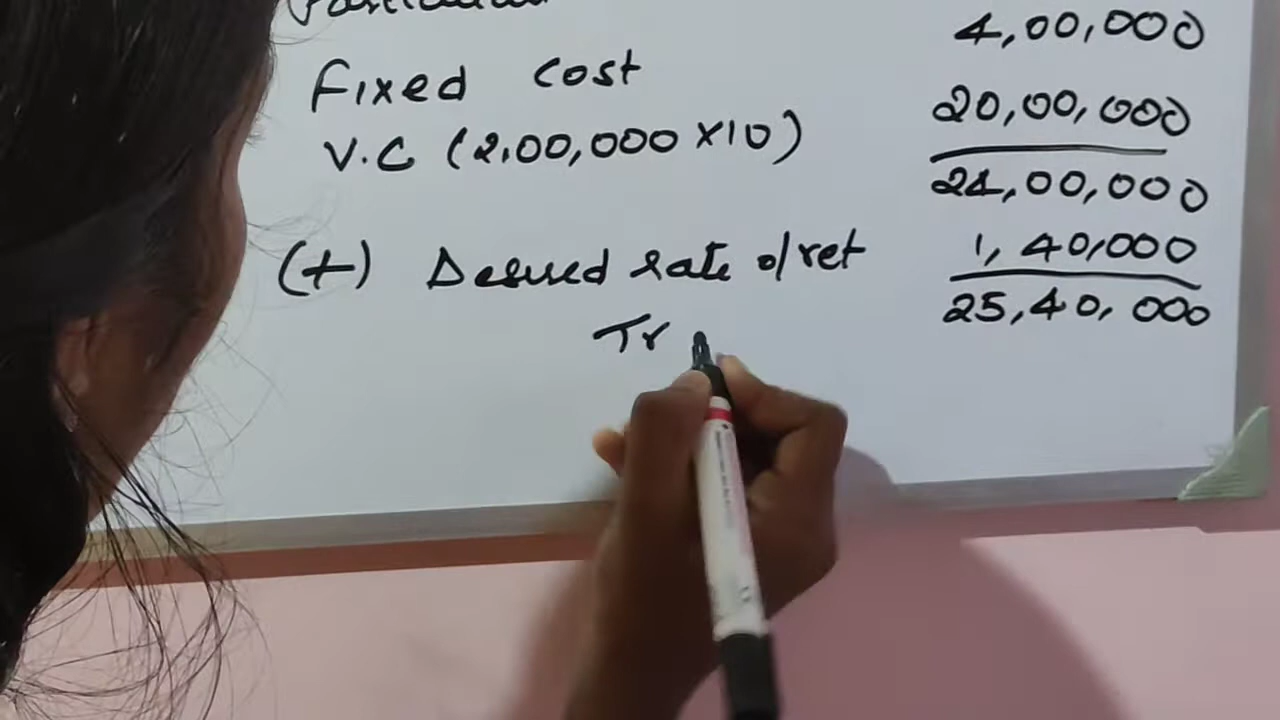 Particulars
4,00,000
Fixed cost
20,00,000
V.C (2,00,000 ×10)
24,00,000
(+) Desired rate o/ret 1,40,000
25,40,000
Tr